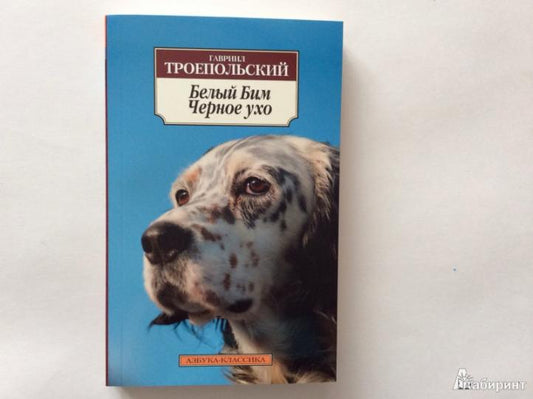 ГАВРИИЛ
ТРОЕПОЛЬСКИЙ
Белый Бим
Черное ухо
АЗБУКА-КЛАССИКА
Лабиринт